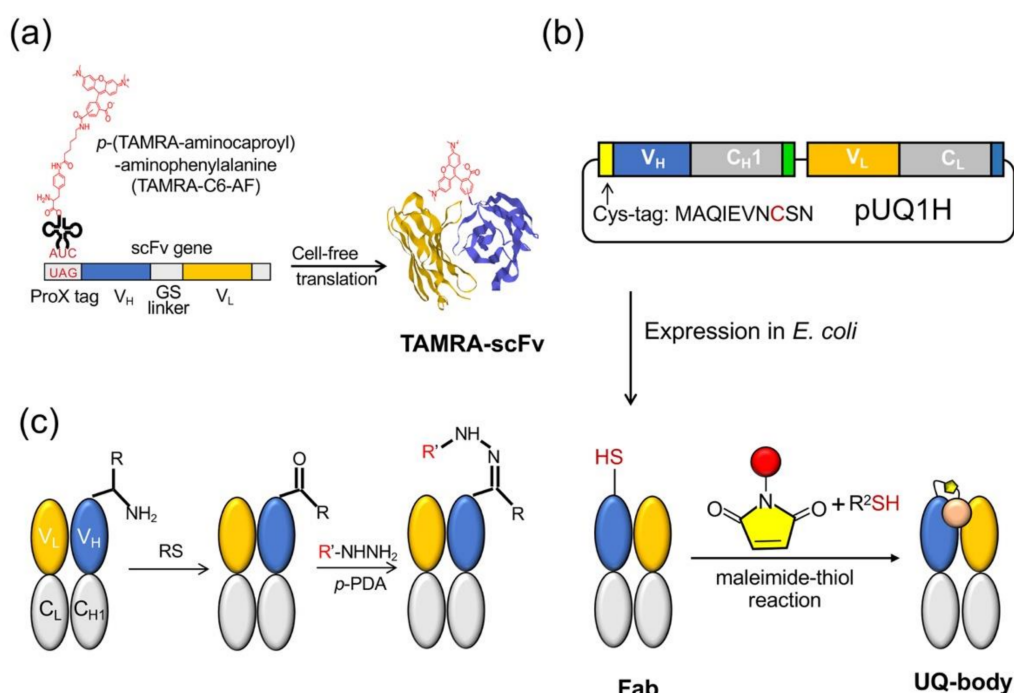 (a)
p-(TAMRA-aminocaproyl)
-aminophenylalanine
(TAMRA-C6-AF)
AUC
scFv gene
UAG
ProX tag
VH
GS
linker
VL
Cell-free
translation
TAMRA-scFv
(b)
VH
CH1
VL
CL
Cys-tag: MAQIEVNCSN
pUQ1H
Expression in E. coli
HS
N
O
O
+R²SH
maleimide-thiol
reaction
Fab
UQ-body
(c)
R
NH₂
VL
VH
CL
CH1
RS
O
R
R'-NHNH₂
p-PDA
R'
NH
N
R